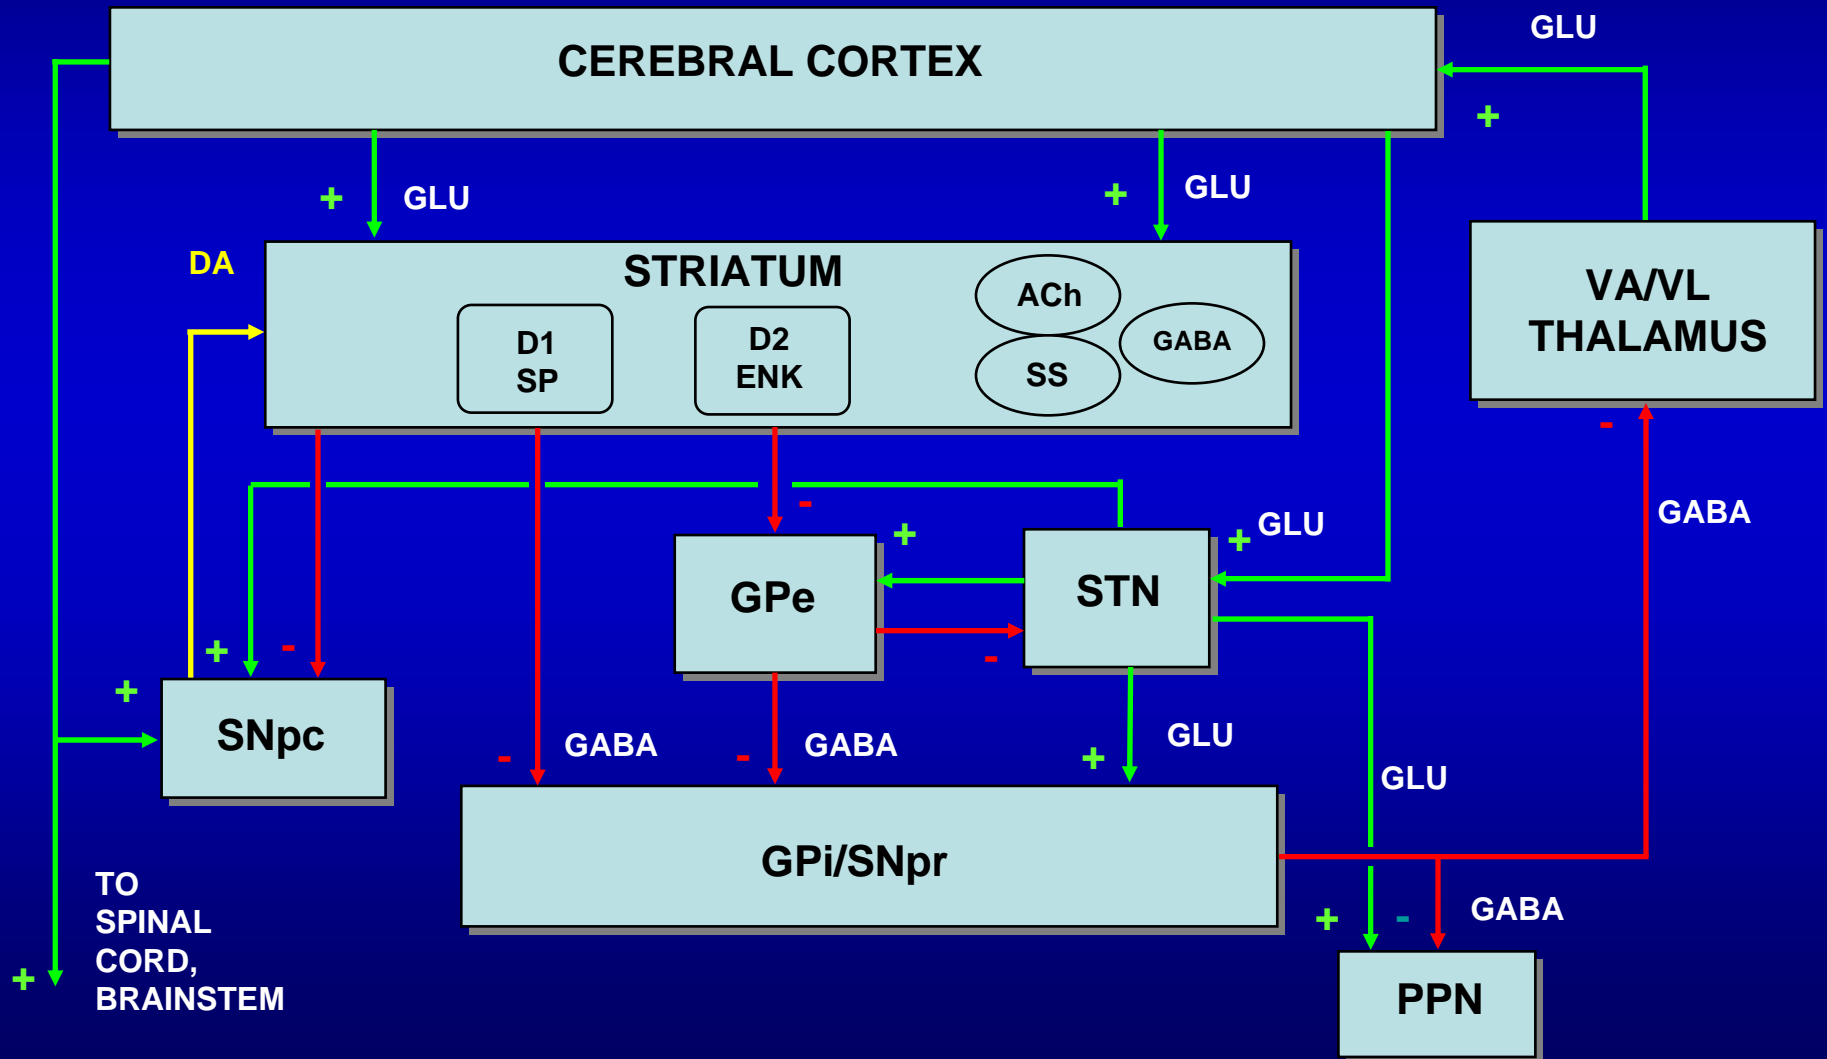 CEREBRAL CORTEX
GLU
+
+
GLU
+
GLU
DA
STRIATUM
D1
SP
D2
ENK
ACh
SS
GABA
VA/VL
THALAMUS
-
-
GABA
+
+
GLU
GPe
STN
+
-
-
+
SNpc
-
GABA
-
GABA
+
GLU
GLU
GPi/SNpr
TO
SPINAL
CORD,
BRAINSTEM
+
+
-
GABA
PPN